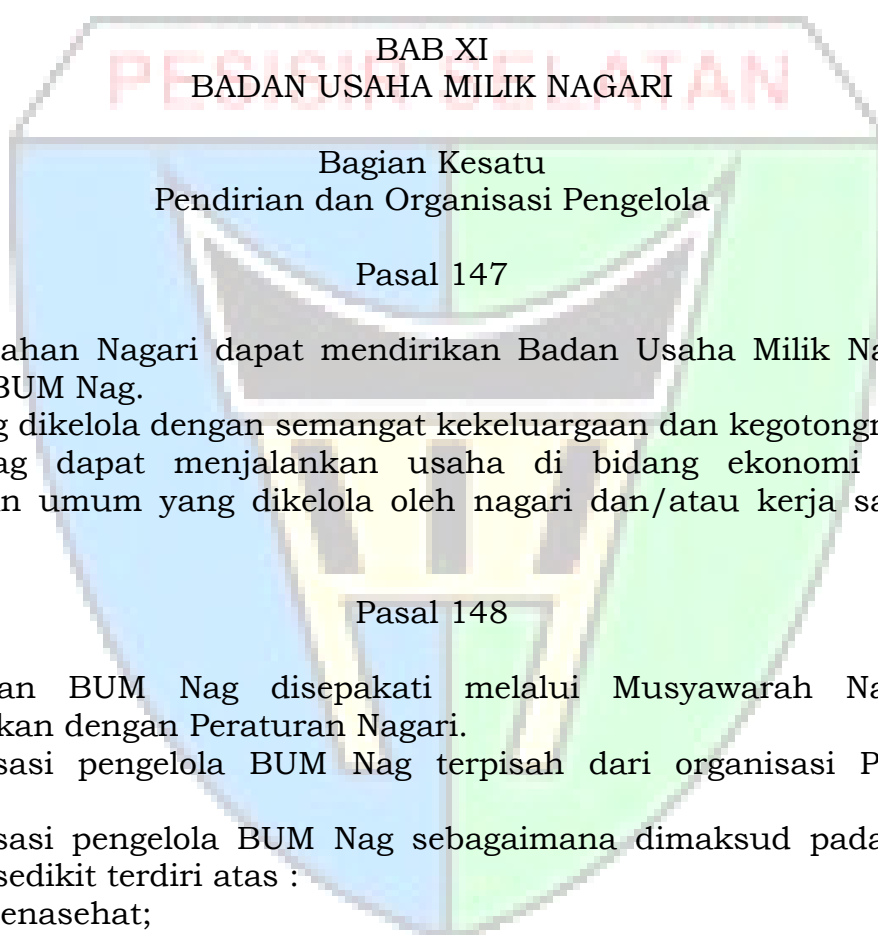 PESISIR SELATAN
BAB XI
BADAN USAHA MILIK NAGARI
Bagian Kesatu
Pendirian dan Organisasi Pengelola
Pasal 147
ahan Nagari dapat mendirikan Badan Usaha Milik Na
BUM Nag.
g dikelola dengan semangat kekeluargaan dan kegotongr
ag dapat menjalankan usaha di bidang ekonomi
n umum yang dikelola oleh nagari dan/atau kerja sa
Pasal 148
an BUM Nag disepakati melalui Musyawarah Na
kan dengan Peraturan Nagari.
sasi pengelola BUM Nag terpisah dari organisasi P
sasi pengelola BUM Nag sebagaimana dimaksud pada
sedikit terdiri atas :
enasehat;